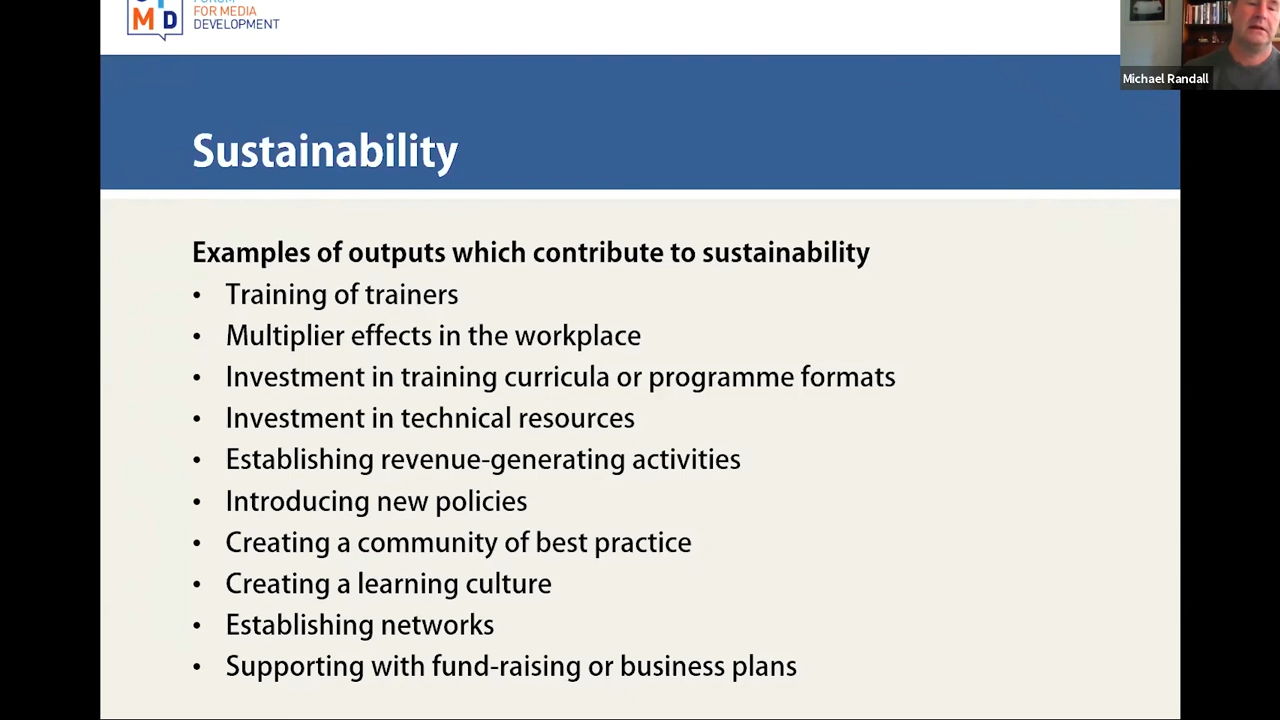 MD
FOR MEDIA
DEVELOPMENT
Michael Randall
Sustainability
Examples of outputs which contribute to sustainability
• Training of trainers
• Multiplier effects in the workplace
• Investment in training curricula or programme formats
• Investment in technical resources
• Establishing revenue-generating activities
• Introducing new policies
• Creating a community of best practice
• Creating a learning culture
• Establishing networks
• Supporting with fund-raising or business plans